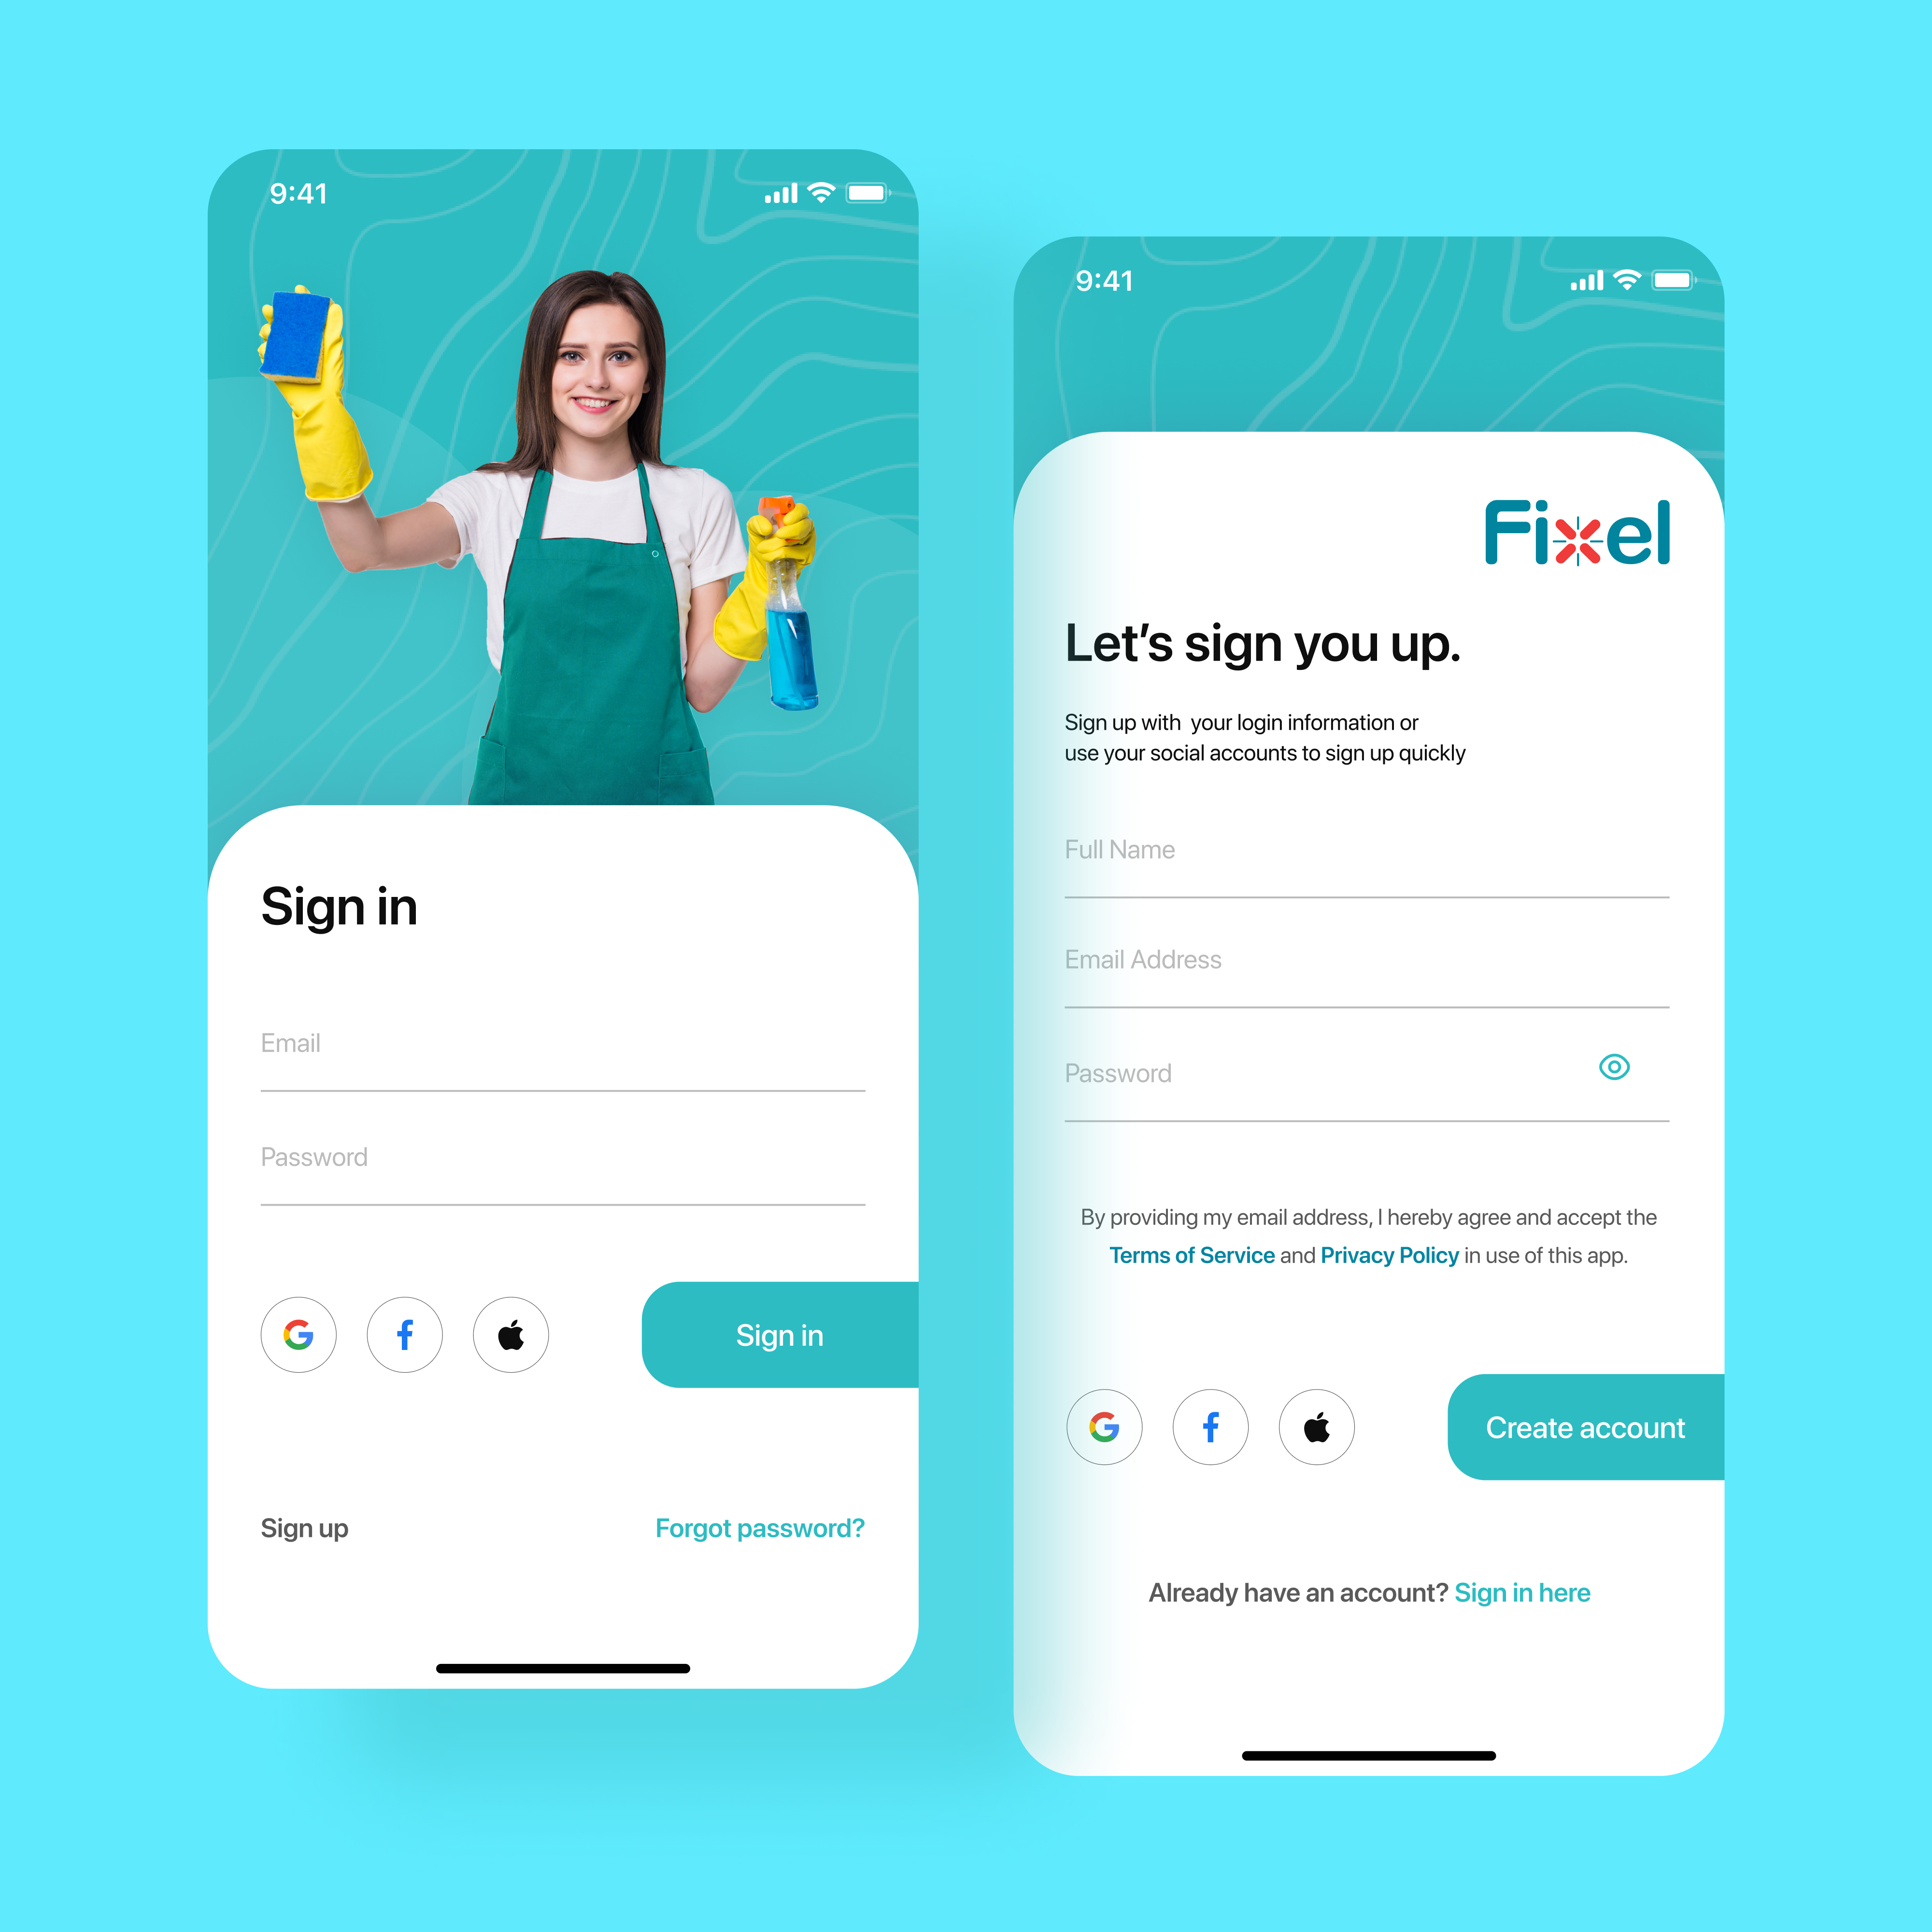 9:41
Sign in
Email
Password
Sign in
Sign up
Forgot password?
9:41
Fixel
Let's sign you up.
Sign up with  your login information or
use your social accounts to sign up quickly
Full Name
Email Address
Password
By providing my email address, I hereby agree and accept the
Terms of Service and Privacy Policy in use of this app.
Create account
Already have an account? Sign in here